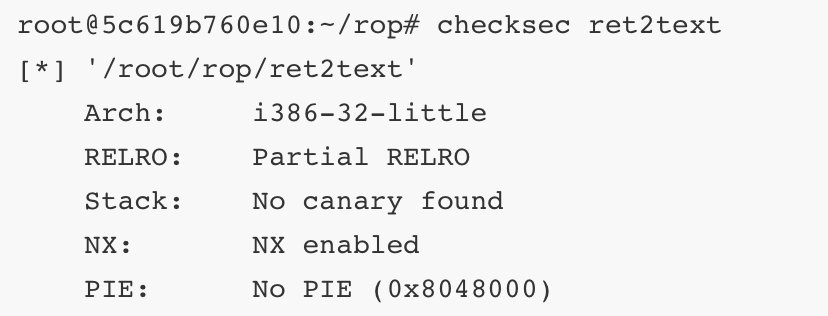 root@5c619b760e10:~/rop# checksec ret2text
[*] '/root/rop/ret2text'
    Arch:     i386-32-little
    RELRO:    Partial RELRO
    Stack:    No canary found
    NX:       NX enabled
    PIE:      No PIE (0x8048000)